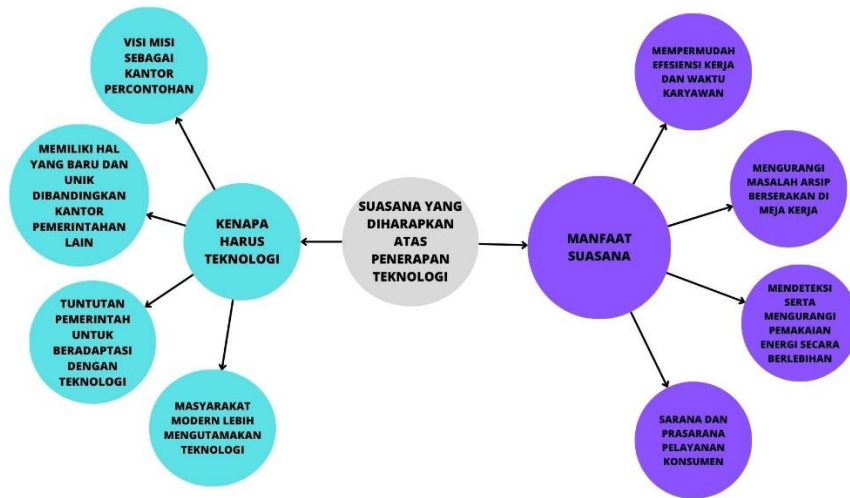 VISI MISI
SEBAGAI
KANTOR
PERCONTOHAN
MEMILIKI HAL
YANG BARU DAN
UNIK
DIBANDINGKAN
KANTOR
PEMERINTAHAN
LAIN
TUNTUTAN
PEMERINTAH
UNTUK
BERADAPTASI
DENGAN
TEKNOLOGI
MASYARAKAT
MODERN LEBIH
MENGUTAMAKAN
TEKNOLOGI
KENAPA
HARUS
TEKNOLOGI
SUASANA YANG
DIHARAPKAN
ATAS
PENERAPAN
TEKNOLOGI
MANFAAT
SUASANA
MEMPERMUDAH
EFESIENSI KERJA
DAN WAKTU
KARYAWAN
MENGURANGI
MASALAH ARSIP
BERSERAKAN DI
MEJA KERJA
MENDETEKSI
SERTA
MENGURANGI
PEMAKAIAN
ENERGI SECARA
BERLEBIHAN
SARANA DAN
PRASARANA
PELAYANAN
KONSUMEN